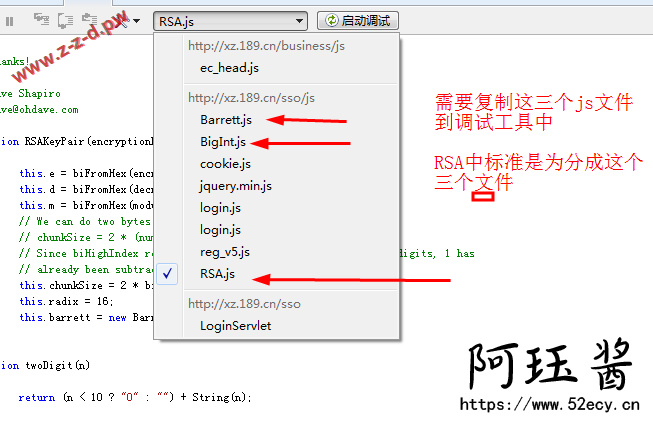 RSA.js
启动调试
www.z-z-d.pw
http://xz.189.cn/business/js
ec_head.js
http://xz.189.cn/sso/js
Barrett.js
BigInt.js
cookie.js
jquery.min.js
login.js
login.js
reg_v5.js
RSA.js
http://xz.189.cn/sso
LoginServlet
hanks!
ve Shapiro
ve@ohdave.com
ion RSAKeyPair(encryption
this.e = biFromHex(enc
this.d = biFromHex(dec
this.m = biFromHex(modu
// We can do two bytes
// chunkSize = 2 * (num
// Since biHighIndex re
digits, 1 has
// already been subtrac
this.chunkSize = 2 * bi
this.radix = 16;
this.barrett = new Barr
ion twoDigit(n)
return (n < 10 ? "0" : "") + String(n);
需要复制这三个js文件
到调试工具中
RSA中标准是为分成这个
三个文件
阿珏酱
https://www.52ecy.cn